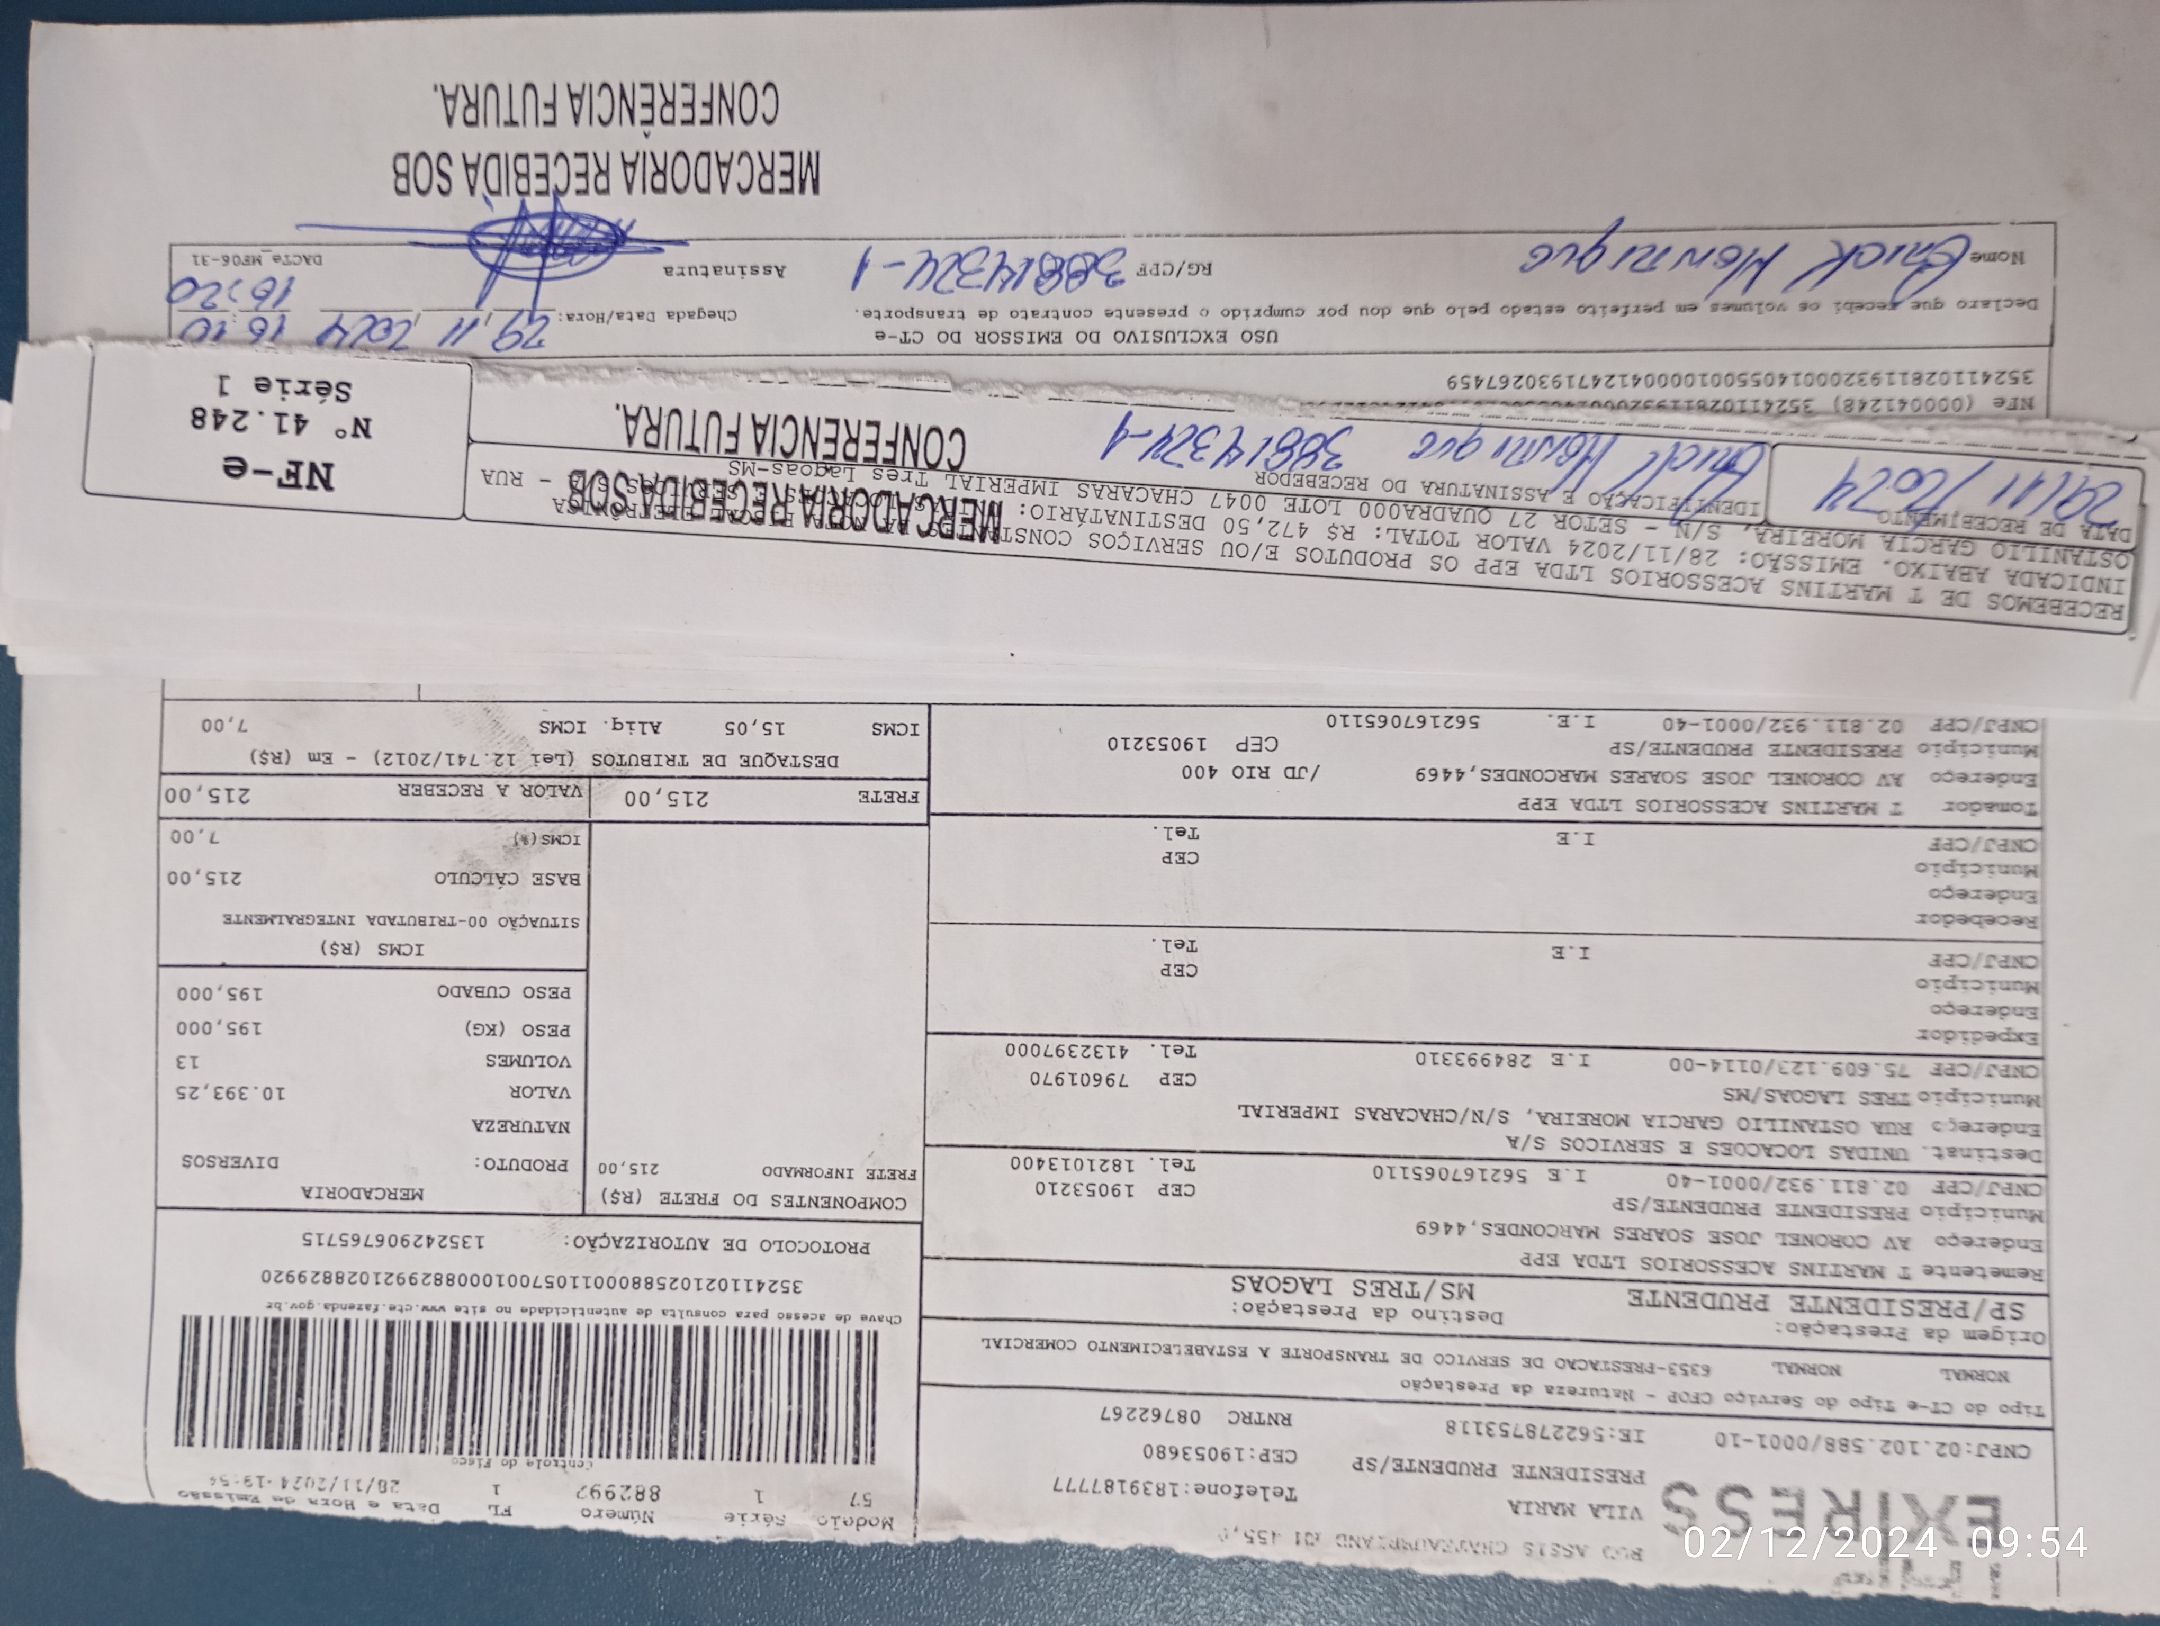 EXPRESS
VILA MARIA
PRESIDENTE PRUDENTE/SP
Telefone:1839187777
CEP:19053680
CNPJ:02.102.588/0001-10 IE:562278753118 RNTRC 08762267
Modelo Série Número FL Data e Hora de Emissão
57 1 882992 1 28/11/2024-19:54
Controle do Fisco
Chave de acesso para consulta de autenticidade no site www.cte.fazenda.gov.br
PROTOCOLO DE AUTORIZAÇÃO: 135242906765715
Tipo do CT-e Tipo do Serviço CFOP - Natureza da Prestação
NORMAL NORMAL 6353-PRESTACAO DE SERVICO DE TRANSPORTE A ESTABELECIMENTO COMERCIAL
Origem da Prestação: Destino da Prestação:
SP/PRESIDENTE PRUDENTE MS/TRES LAGOAS
Remetente T MARTINS ACESSORIOS LTDA EPP
Endereço AV CORONEL JOSE SOARES MARCONDES,4469
Município PRESIDENTE PRUDENTE/SP CEP 19053210
CNPJ/CPF 02.811.932/0001-40 I.E 562167065110 Tel. 1821013400
Destinat. UNIDAS LOCACOES E SERVICOS S/A
Endereço RUA OSTANILIO GARCIA MOREIRA, S/N/CHACARAS IMPERIAL
Município TRES LAGOAS/MS CEP 79601970
CNPJ/CPF 75.609.123/0114-00 I.E 284993310 Tel. 4132397000
Expedidor
Endereço
Município CEP
CNPJ/CPF I.E Tel.
Recebedor
Endereço
Município CEP
CNPJ/CPF I.E Tel.
Tomador T MARTINS ACESSORIOS LTDA EPP
Endereço AV CORONEL JOSE SOARES MARCONDES,4469 /JD RIO 400
Município PRESIDENTE PRUDENTE/SP CEP 19053210
CNPJ/CPF 02.811.932/0001-40 I.E. 562167065110
COMPONENTES DO FRETE (R$)
FRETE INFORMADO 215,00
MERCADORIA
PRODUTO: DIVERSOS
NATUREZA
VALOR 10.393,25
VOLUMES 13
PESO (KG) 195,000
PESO CUBADO 195,000
ICMS (R$)
SITUAÇÃO 00-TRIBUTADA INTEGRALMENTE
BASE CÁLCULO 215,00
ICMS(%) 7,00
FRETE 215,00 VALOR A RECEBER 215,00
DESTAQUE DE TRIBUTOS (Lei 12.741/2012) - Em (R$)
ICMS 15,05 Aliq. ICMS 7,00
RECEBEMOS DE T MARTINS ACESSORIOS LTDA EPP OS PRODUTOS E/OU SERVIÇOS CONSTANTES DA NOTA FISCAL ELETRÔNICA
INDICADA ABAIXO. EMISSÃO: 28/11/2024 VALOR TOTAL: R$ 472,50 DESTINATÁRIO: UNIDAS LOCACOES E SERVICOS S/A - RUA
OSTANILIO GARCIA MOREIRA, S/N - SETOR 27 QUADRA000 LOTE 0047 CHACARAS IMPERIAL Tres Lagoas-MS
DATA DE RECEBIMENTO IDENTIFICAÇÃO E ASSINATURA DO RECEBEDOR
29/11/2024 Erick Henrique 38814324-1
MERCADORIA RECEBIDA SOB
CONFERÊNCIA FUTURA.
NF-e
Nº 41.248
Série 1
USO EXCLUSIVO DO EMISSOR DO CT-e
Declaro que recebi os volumes em perfeito estado pelo que dou por cumprido o presente contrato de transporte.
Chegada Data/Hora: 29, 11, 2024 16:10
16:20
Nome Erick Henrique RG/CPF 38814324-1 Assinatura
DACTe MF06-31
MERCADORIA RECEBIDA SOB
CONFERÊNCIA FUTURA.
02/12/2024 09:54